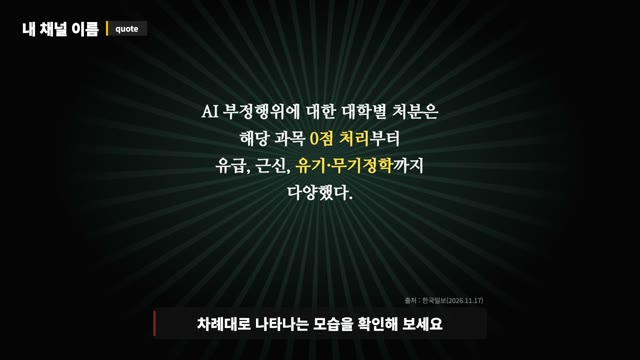 내 채널 이름 quote
AI 부정행위에 대한 대학별 처분은
해당 과목 0점 처리부터
유급, 근신, 유기·무기정학까지
다양했다.
출처 : 한국일보(2026.11.17)
차례대로 나타나는 모습을 확인해 보세요